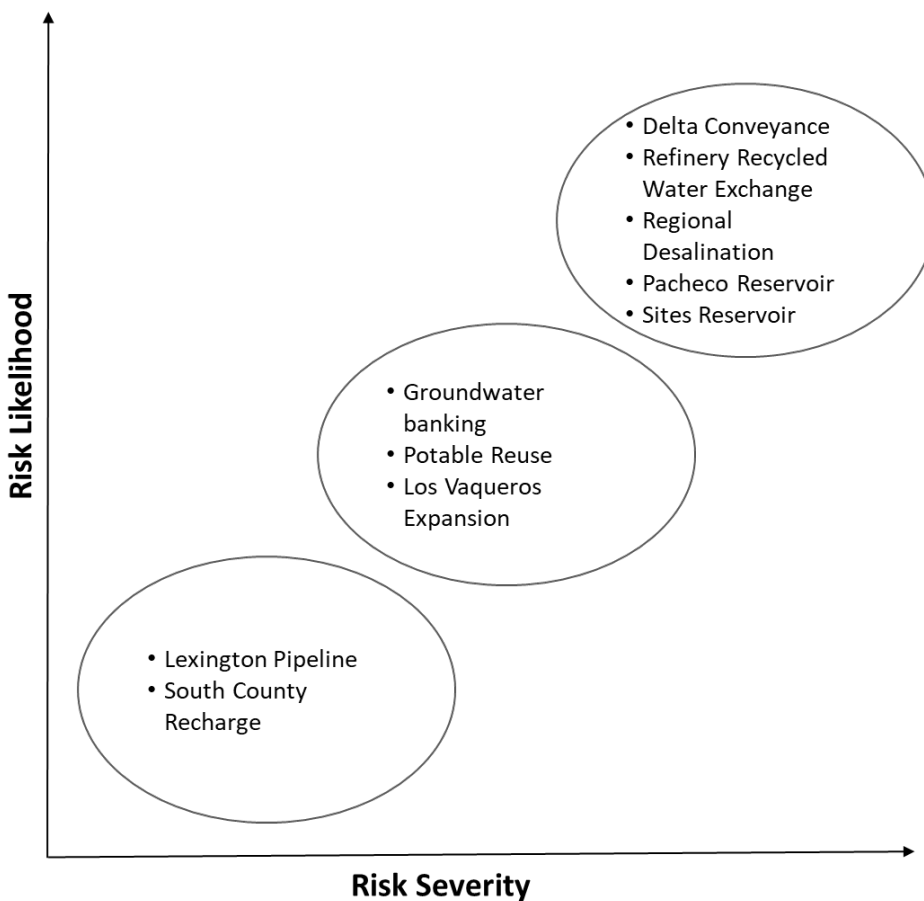 • Delta Conveyance
• Refinery Recycled
Water Exchange
• Regional
Desalination
• Pacheco Reservoir
• Sites Reservoir
• Groundwater
banking
• Potable Reuse
• Los Vaqueros
Expansion
• Lexington Pipeline
• South County
Recharge
Risk Likelihood
Risk Severity